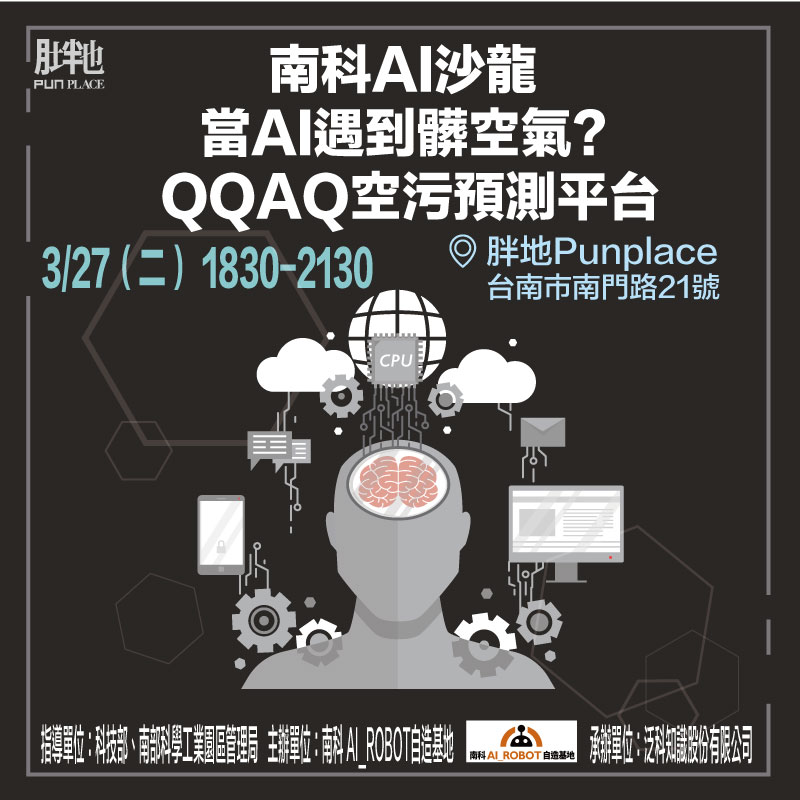 胖地
PUN PLACE
南科AI沙龍
當AI遇到髒空氣？
QQAQ空污預測平台
3/27（二）1830-2130
胖地Punplace
台南市南門路21號
CPU
指導單位：科技部、南部科學工業園區管理局 主辦單位：南科 AI_ROBOT自造基地 南科 AI_ROBOT 自造基地 承辦單位：泛科知識股份有限公司